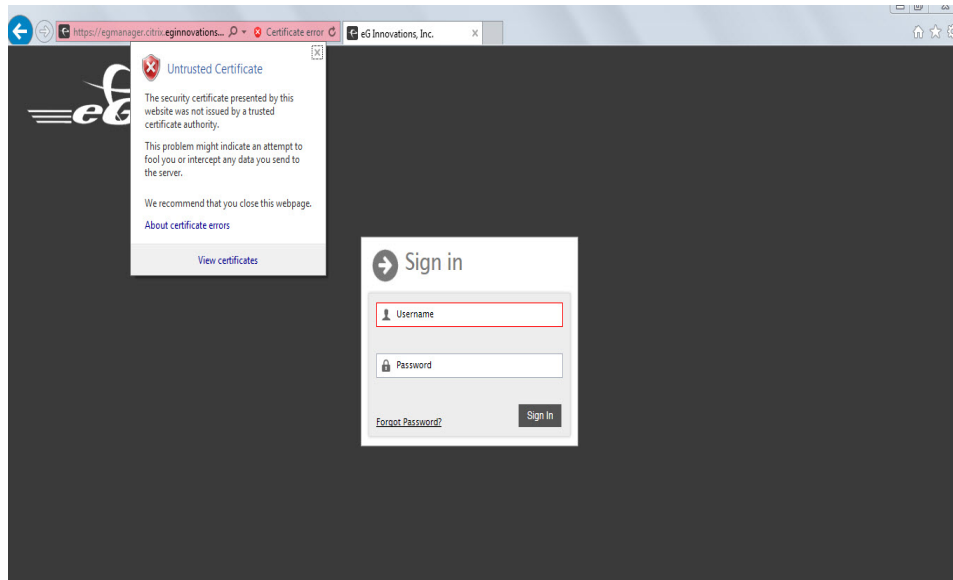 https://egmanager.citrix.eginnovations... Certificate error eG Innovations, Inc.
Untrusted Certificate
The security certificate presented by this
website was not issued by a trusted
certificate authority.
This problem might indicate an attempt to
fool you or intercept any data you send to
the server.
We recommend that you close this webpage.
About certificate errors
View certificates
eG
Sign in
Username
Password
Forgot Password?
Sign In